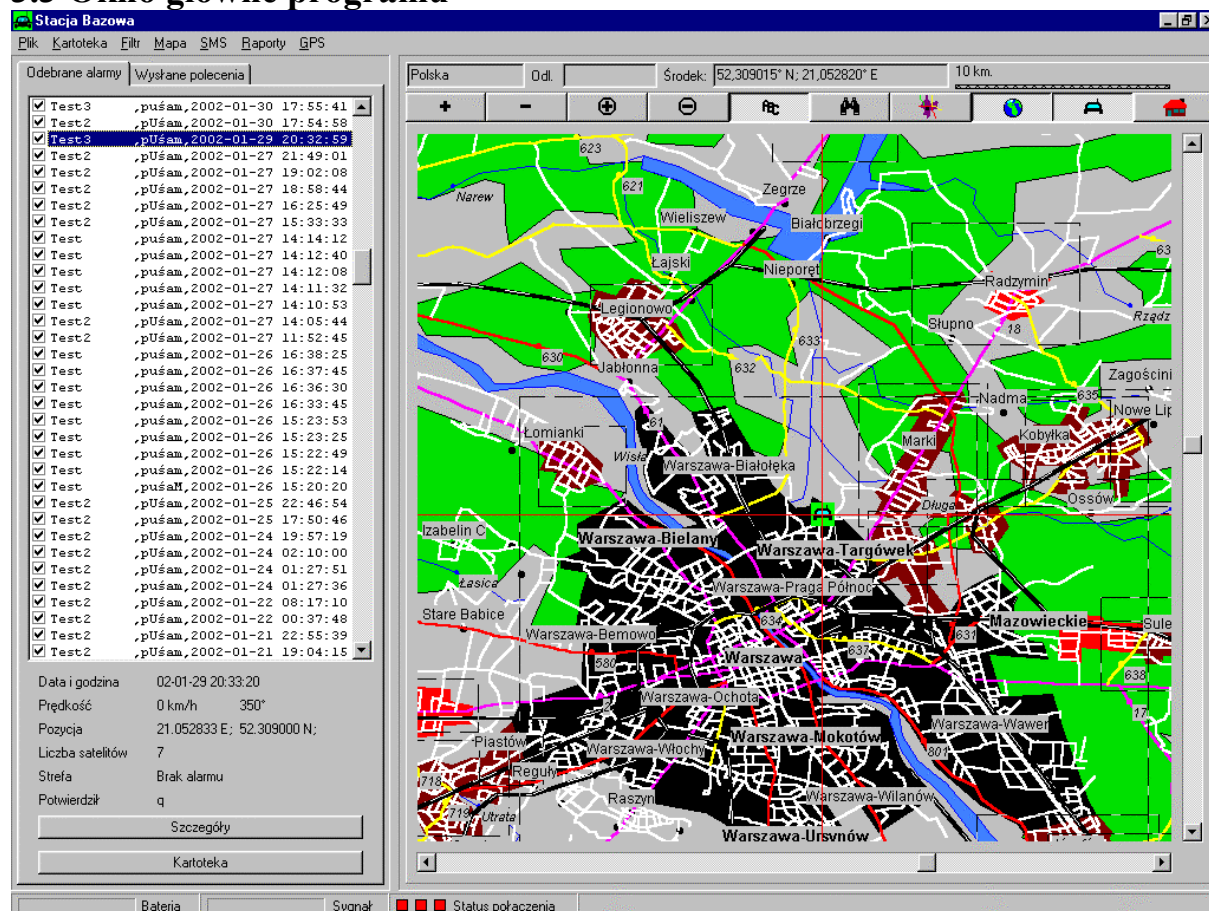 Stacja Bazowa
Plik Kartoteka Filtr Mapa SMS Raporty GPS
Odebrane alarmy Wysłane polecenia
Test3 ,puśam,2002-01-30 17:55:41
Test2 ,pUśam,2002-01-30 17:54:58
Test3 ,pUśam,2002-01-29 20:32:59
Test2 ,pUśam,2002-01-27 21:49:01
Test2 ,pUśam,2002-01-27 19:02:08
Test2 ,pUśam,2002-01-27 18:58:44
Test2 ,pUśam,2002-01-27 16:25:49
Test2 ,pUśam,2002-01-27 15:33:33
Test ,puśam,2002-01-27 14:14:12
Test ,puśam,2002-01-27 14:12:40
Test ,puśam,2002-01-27 14:12:08
Test ,puśam,2002-01-27 14:11:32
Test ,puśam,2002-01-27 14:10:53
Test2 ,pUśam,2002-01-27 14:05:44
Test2 ,pUśam,2002-01-27 11:52:45
Test ,puśam,2002-01-26 16:38:25
Test ,puśam,2002-01-26 16:37:45
Test ,puśam,2002-01-26 16:36:30
Test ,puśam,2002-01-26 16:33:45
Test ,puśam,2002-01-26 15:23:53
Test ,puśam,2002-01-26 15:23:25
Test ,puśam,2002-01-26 15:22:49
Test ,puśam,2002-01-26 15:22:14
Test ,puśaM,2002-01-26 15:20:20
Test2 ,pUśam,2002-01-25 22:46:54
Test2 ,puśam,2002-01-25 17:50:46
Test2 ,pUśam,2002-01-24 19:57:19
Test2 ,pUśam,2002-01-24 02:10:00
Test2 ,pUśam,2002-01-24 01:27:51
Test2 ,pUśam,2002-01-24 01:27:36
Test2 ,pUśam,2002-01-22 08:17:10
Test2 ,pUśam,2002-01-22 00:37:48
Test2 ,pUśam,2002-01-21 22:55:39
Test2 ,pUśam,2002-01-21 19:04:15
Data i godzina 02-01-29 20:33:20
Prędkość 0 km/h 350°
Pozycja 21.052833 E; 52.309000 N;
Liczba satelitów 7
Strefa Brak alarmu
Potwierdził q
Szczegóły
Kartoteka
Polska Odl. Środek: 52,309015° N; 21,052820° E 10 km.
+ - ABC
623
621
Narew
Zegrze
Wieliszew
Białobrzegi
Łajski
Nieporęt
63
Radzymin
Legionowo
Słupno
18
Rządz
633
630
Jabłonna
632
Zagościni
Nadma
635
Nowe Lip
61
Łomianki
Marki
Kobyłka
Wisła
Warszawa-Białołęka
Długa
Ossów
Izabelin C
Warszawa-Bielany
Warszawa-Targówek
Łasica
Warszawa-Praga Północ
Stare Babice
634
Mazowieckie
Sule
Warszawa-Bemowo
631
637
Warszawa
580
638
Warszawa-Ochota
17
Warszawa-Wawer
Piastów
Warszawa-Włochy
Warszawa-Mokotów
801
Reguły
718
Raszyn
Warszawa-Wilanów
719
Utrata
Warszawa-Ursynów
Bateria Sygnał Status połączenia